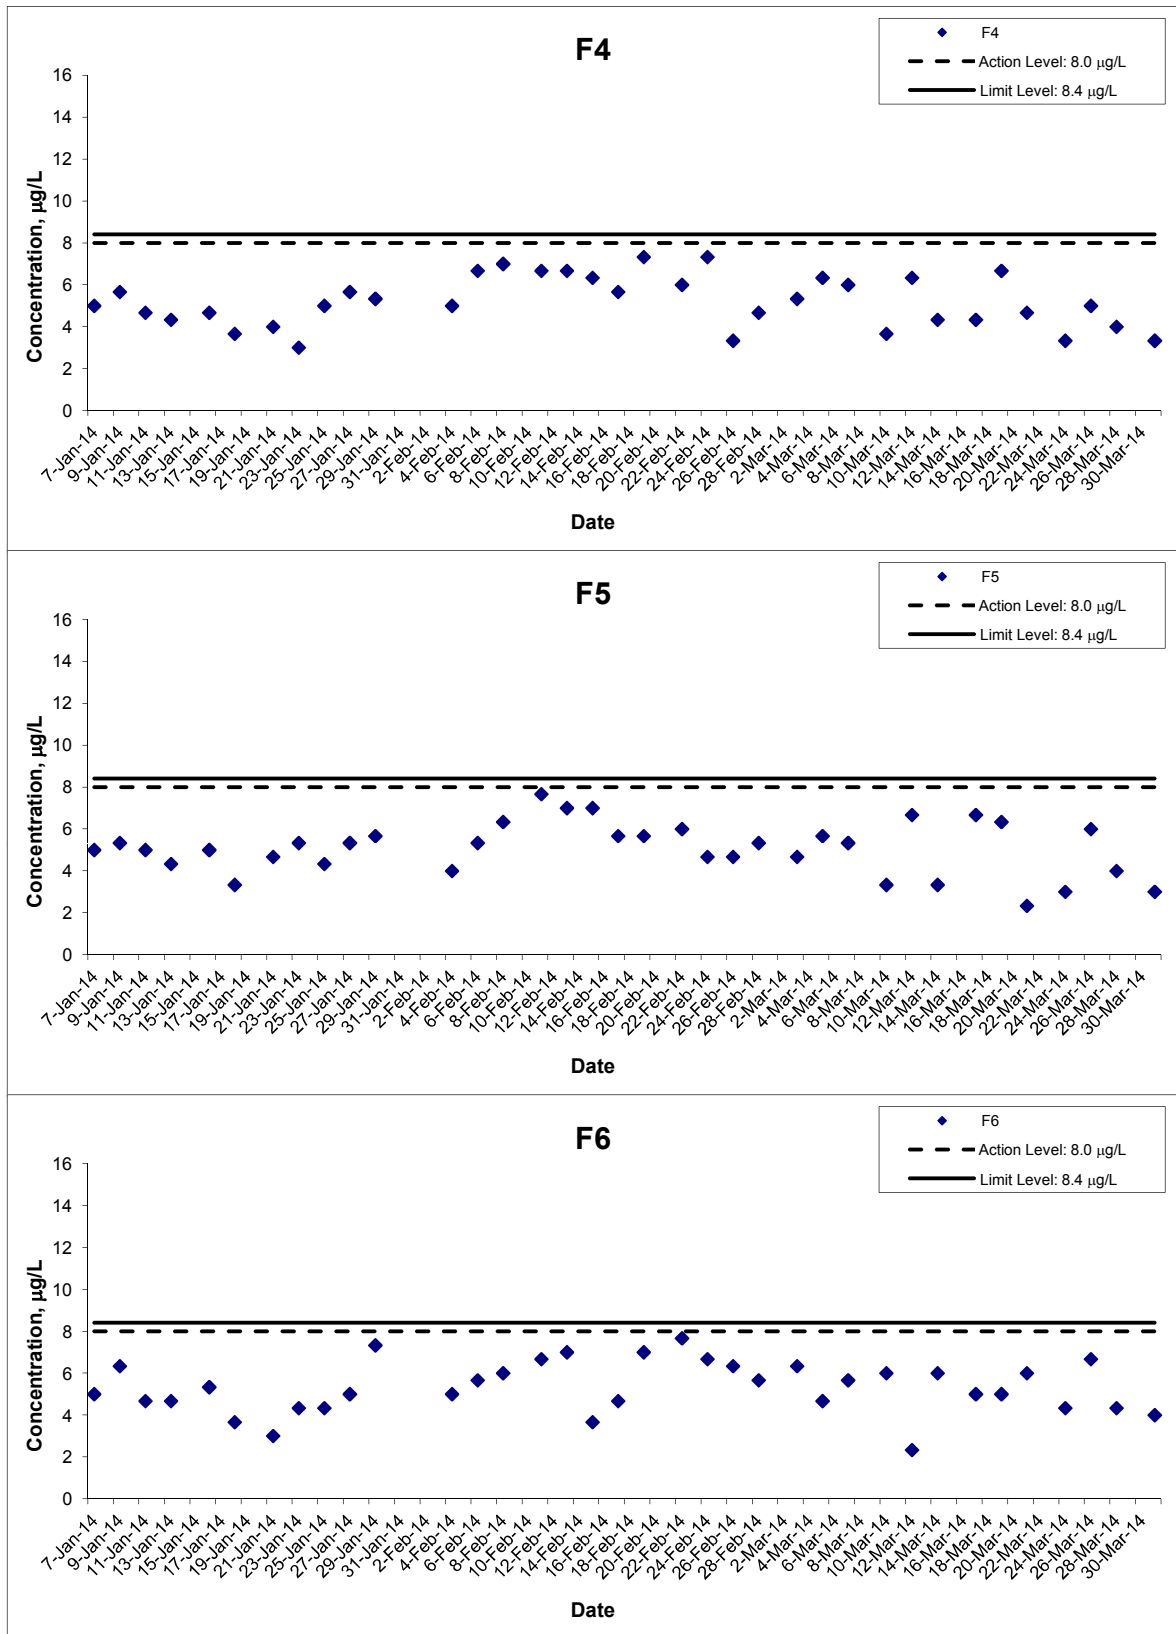 F4
F4
Action Level: 8.0 µg/L
Limit Level: 8.4 µg/L
Concentration, µg/L
16
14
12
10
8
6
4
2
0
7-Jan-14
9-Jan-14
11-Jan-14
13-Jan-14
15-Jan-14
17-Jan-14
19-Jan-14
21-Jan-14
23-Jan-14
25-Jan-14
27-Jan-14
29-Jan-14
31-Jan-14
2-Feb-14
4-Feb-14
6-Feb-14
8-Feb-14
10-Feb-14
12-Feb-14
14-Feb-14
16-Feb-14
18-Feb-14
20-Feb-14
22-Feb-14
24-Feb-14
26-Feb-14
28-Feb-14
2-Mar-14
4-Mar-14
6-Mar-14
8-Mar-14
10-Mar-14
12-Mar-14
14-Mar-14
16-Mar-14
18-Mar-14
20-Mar-14
22-Mar-14
24-Mar-14
26-Mar-14
28-Mar-14
30-Mar-14
Date
F5
F5
Action Level: 8.0 µg/L
Limit Level: 8.4 µg/L
Concentration, µg/L
16
14
12
10
8
6
4
2
0
7-Jan-14
9-Jan-14
11-Jan-14
13-Jan-14
15-Jan-14
17-Jan-14
19-Jan-14
21-Jan-14
23-Jan-14
25-Jan-14
27-Jan-14
29-Jan-14
31-Jan-14
2-Feb-14
4-Feb-14
6-Feb-14
8-Feb-14
10-Feb-14
12-Feb-14
14-Feb-14
16-Feb-14
18-Feb-14
20-Feb-14
22-Feb-14
24-Feb-14
26-Feb-14
28-Feb-14
2-Mar-14
4-Mar-14
6-Mar-14
8-Mar-14
10-Mar-14
12-Mar-14
14-Mar-14
16-Mar-14
18-Mar-14
20-Mar-14
22-Mar-14
24-Mar-14
26-Mar-14
28-Mar-14
30-Mar-14
Date
F6
F6
Action Level: 8.0 µg/L
Limit Level: 8.4 µg/L
Concentration, µg/L
16
14
12
10
8
6
4
2
0
7-Jan-14
9-Jan-14
11-Jan-14
13-Jan-14
15-Jan-14
17-Jan-14
19-Jan-14
21-Jan-14
23-Jan-14
25-Jan-14
27-Jan-14
29-Jan-14
31-Jan-14
2-Feb-14
4-Feb-14
6-Feb-14
8-Feb-14
10-Feb-14
12-Feb-14
14-Feb-14
16-Feb-14
18-Feb-14
20-Feb-14
22-Feb-14
24-Feb-14
26-Feb-14
28-Feb-14
2-Mar-14
4-Mar-14
6-Mar-14
8-Mar-14
10-Mar-14
12-Mar-14
14-Mar-14
16-Mar-14
18-Mar-14
20-Mar-14
22-Mar-14
24-Mar-14
26-Mar-14
28-Mar-14
30-Mar-14
Date